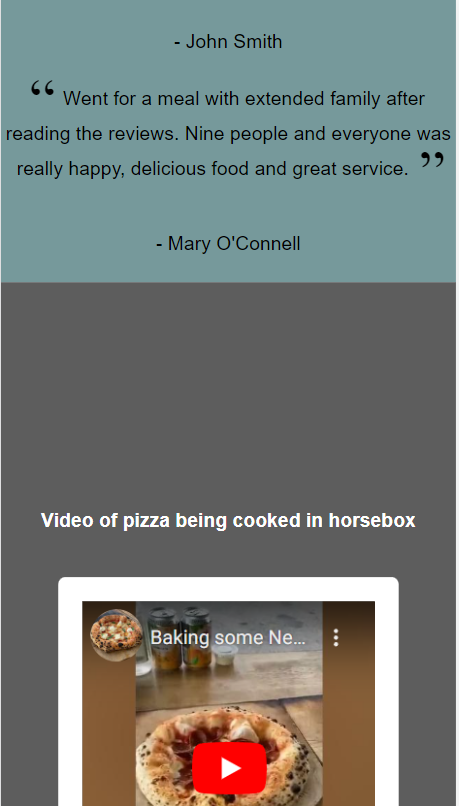 - John Smith
“ Went for a meal with extended family after
reading the reviews. Nine people and everyone was
really happy, delicious food and great service. ”
- Mary O'Connell
Video of pizza being cooked in horsebox
Baking some Ne...